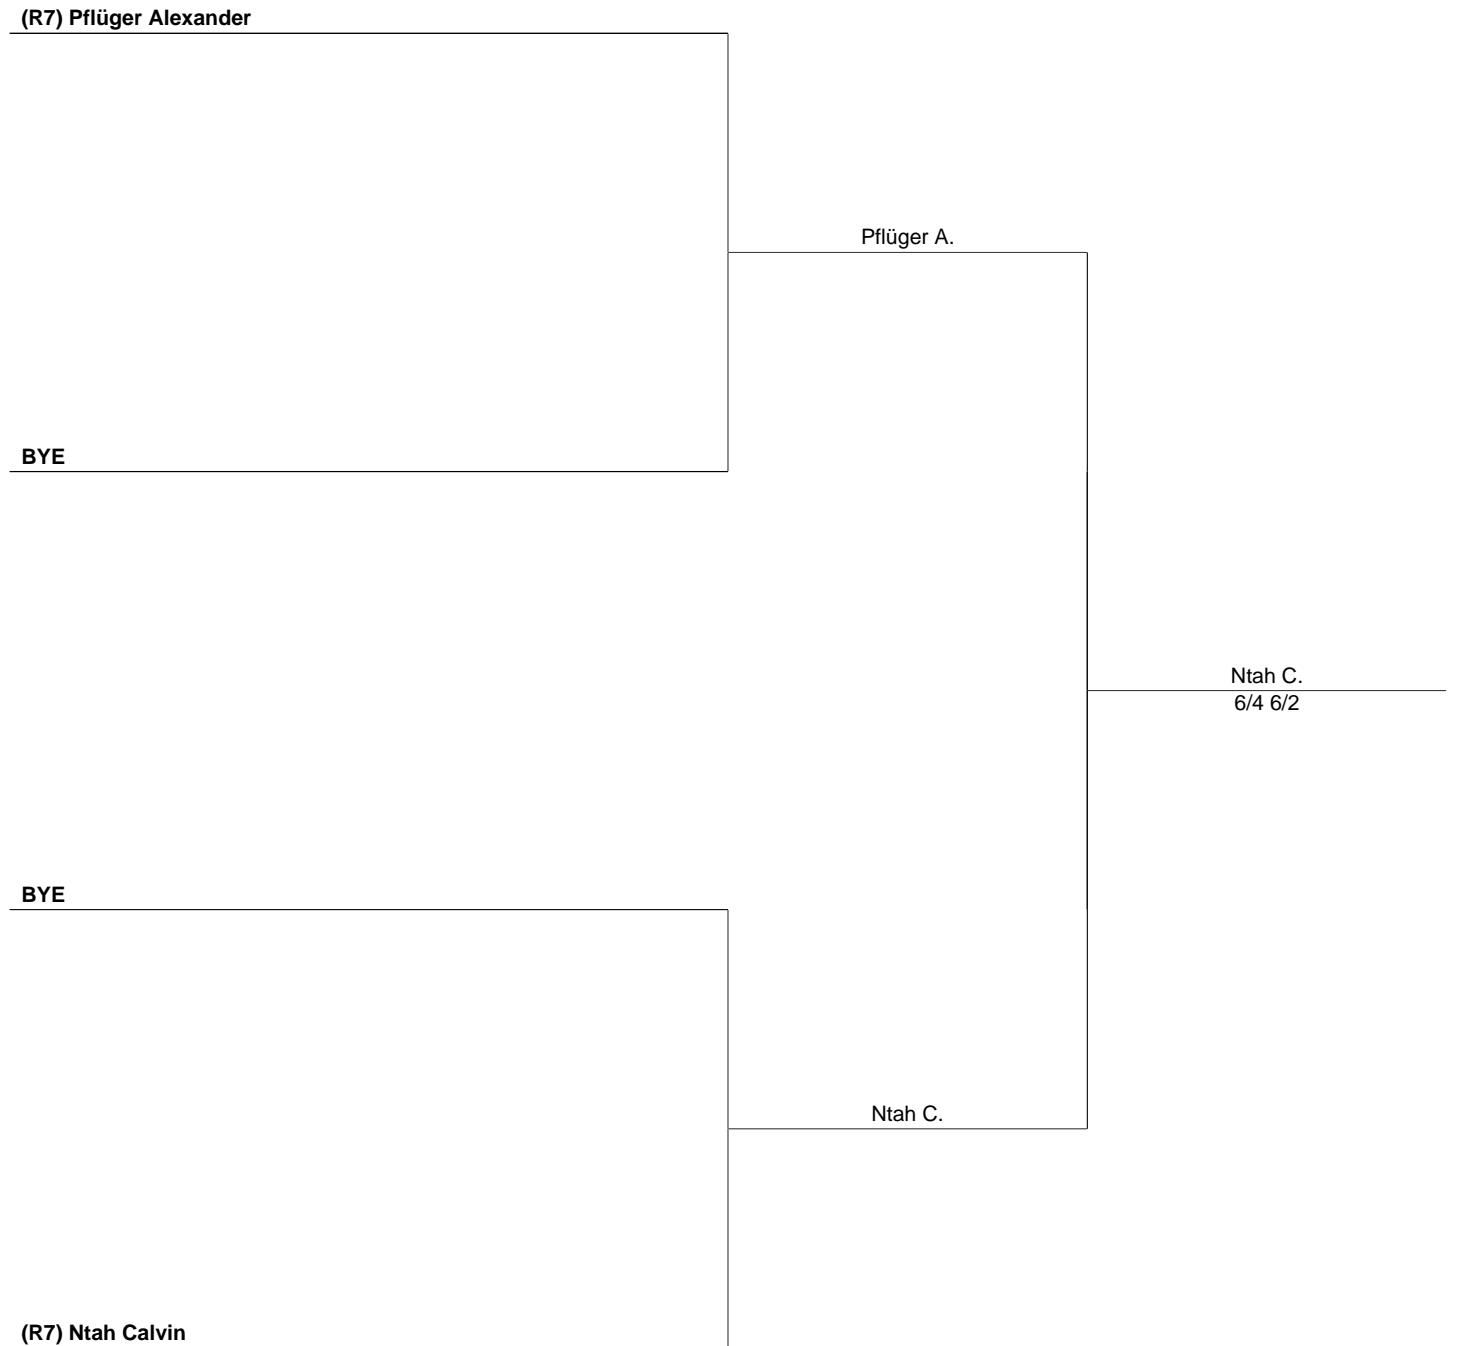 (R7) Pflüger Alexander
Pflüger A.
BYE
Ntah C.
6/4 6/2
BYE
Ntah C.
(R7) Ntah Calvin